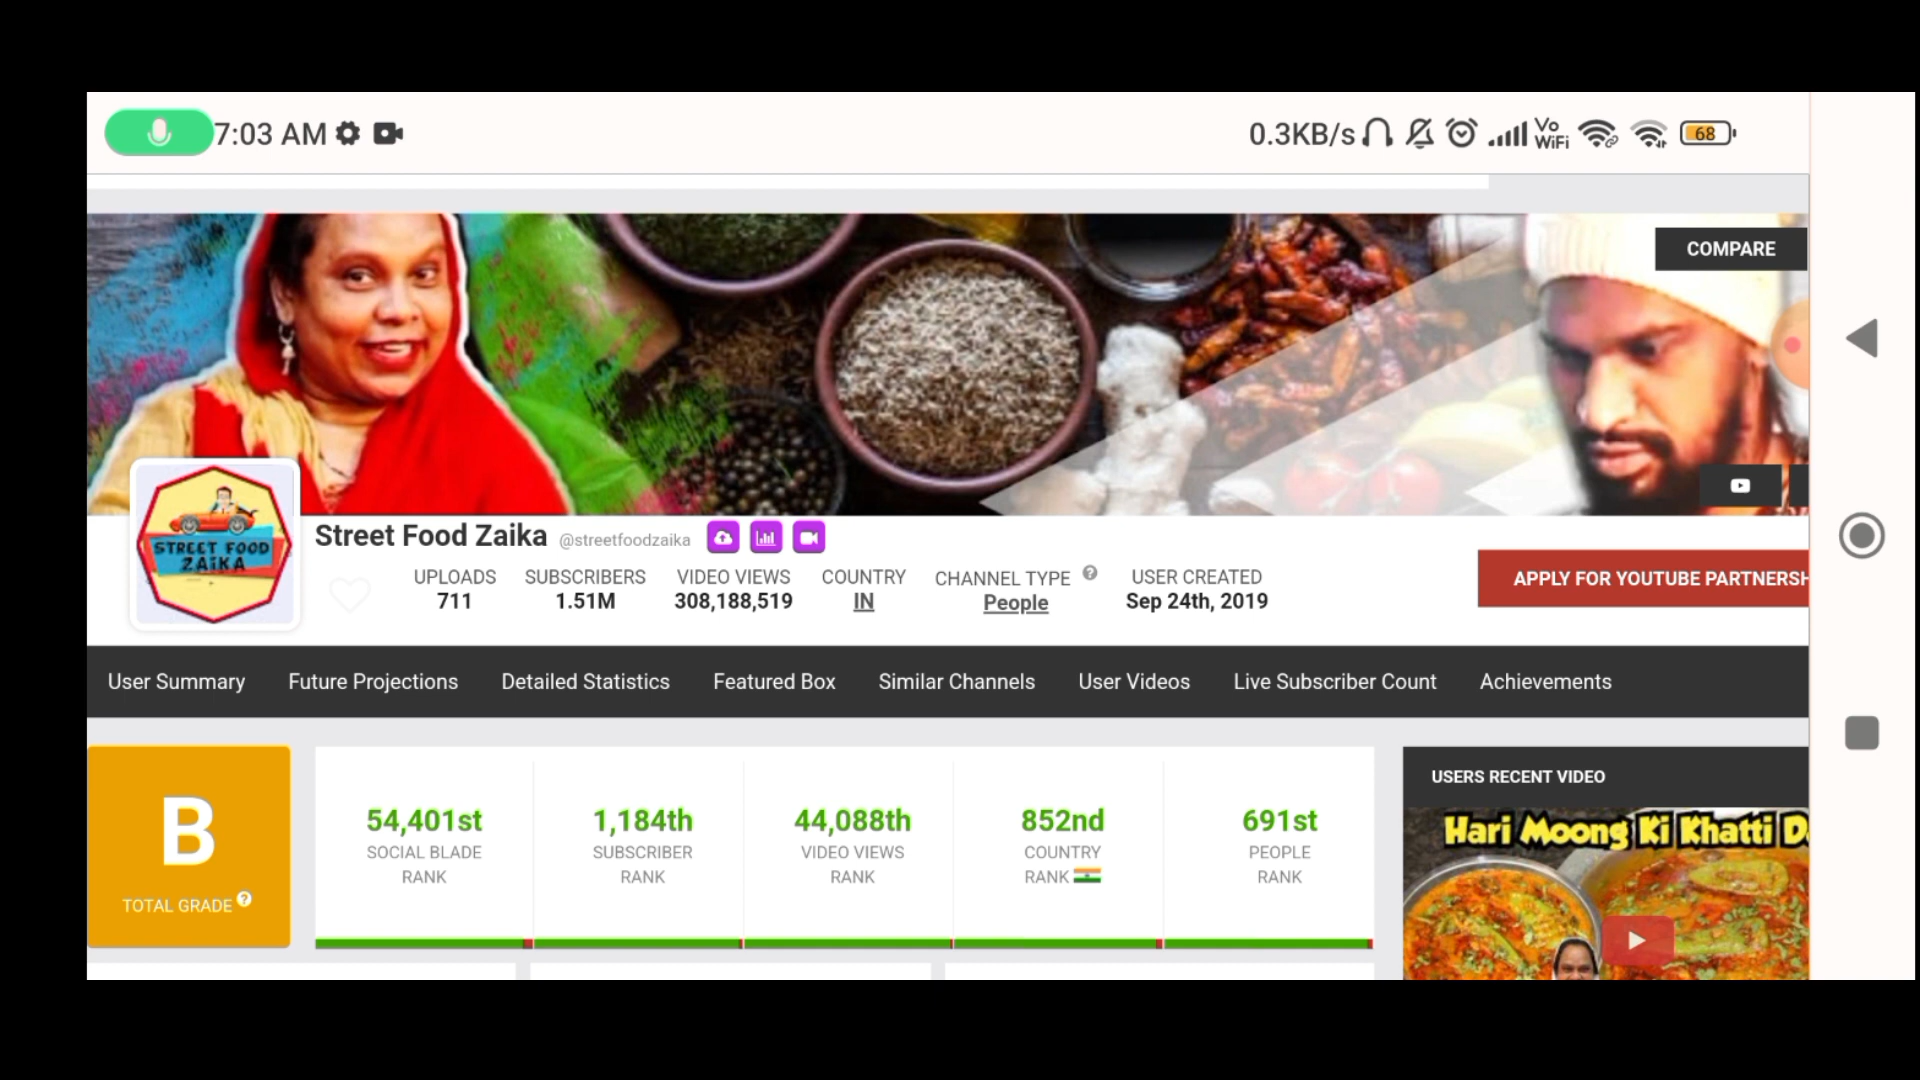 7:03 AM
0.3KB/s
Vo
WiFi
68
COMPARE
STREET FOOD
ZAiKA
Street Food Zaika @streetfoodzaika
UPLOADS SUBSCRIBERS VIDEO VIEWS COUNTRY CHANNEL TYPE ? USER CREATED
711 1.51M 308,188,519 IN People Sep 24th, 2019
APPLY FOR YOUTUBE PARTNERSH
User Summary Future Projections Detailed Statistics Featured Box Similar Channels User Videos Live Subscriber Count Achievements
B
TOTAL GRADE ?
54,401st
SOCIAL BLADE
RANK
1,184th
SUBSCRIBER
RANK
44,088th
VIDEO VIEWS
RANK
852nd
COUNTRY
RANK
691st
PEOPLE
RANK
USERS RECENT VIDEO
Hari Moong Ki Khatti D